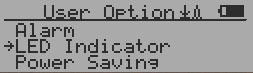 User Option
Alarm
→LED Indicator
Power Saving